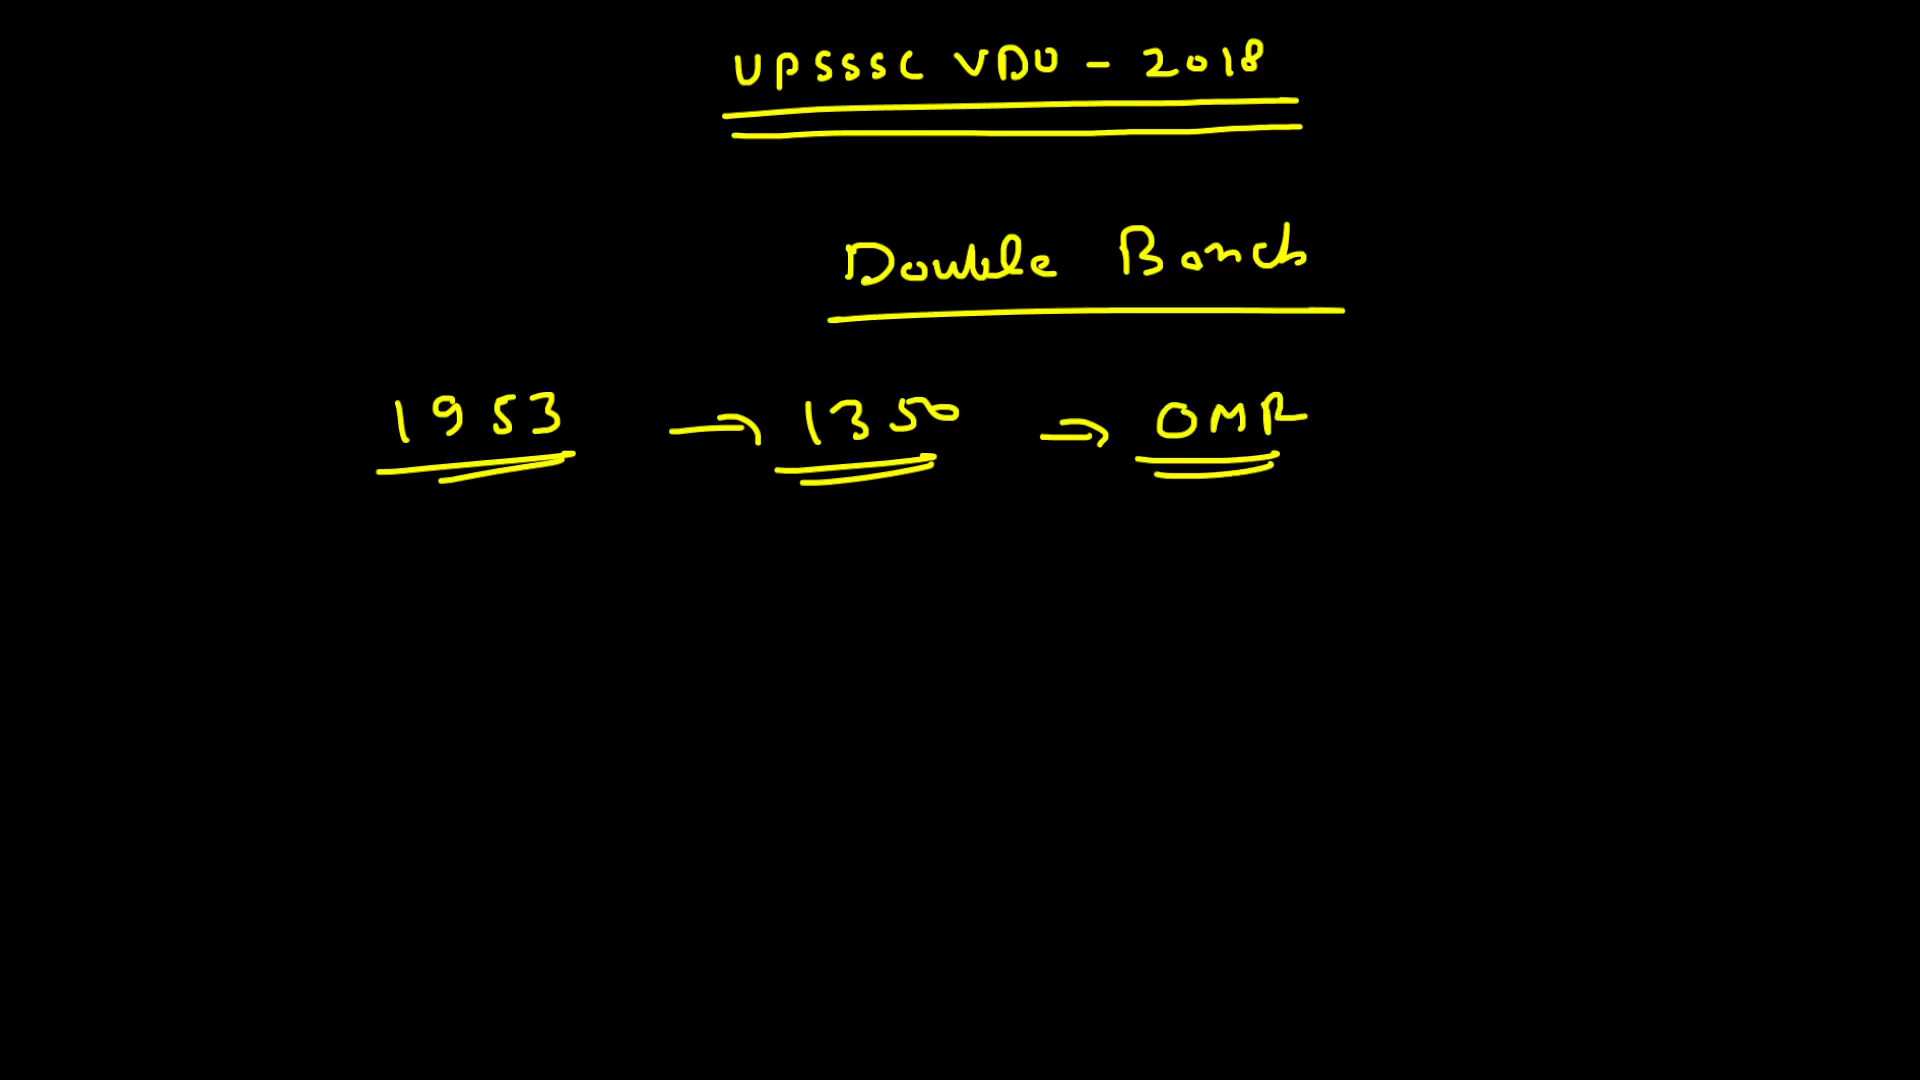 UPSSSC VDO - 2018
Double Bench
1953 → 1350 ⇒ OMR